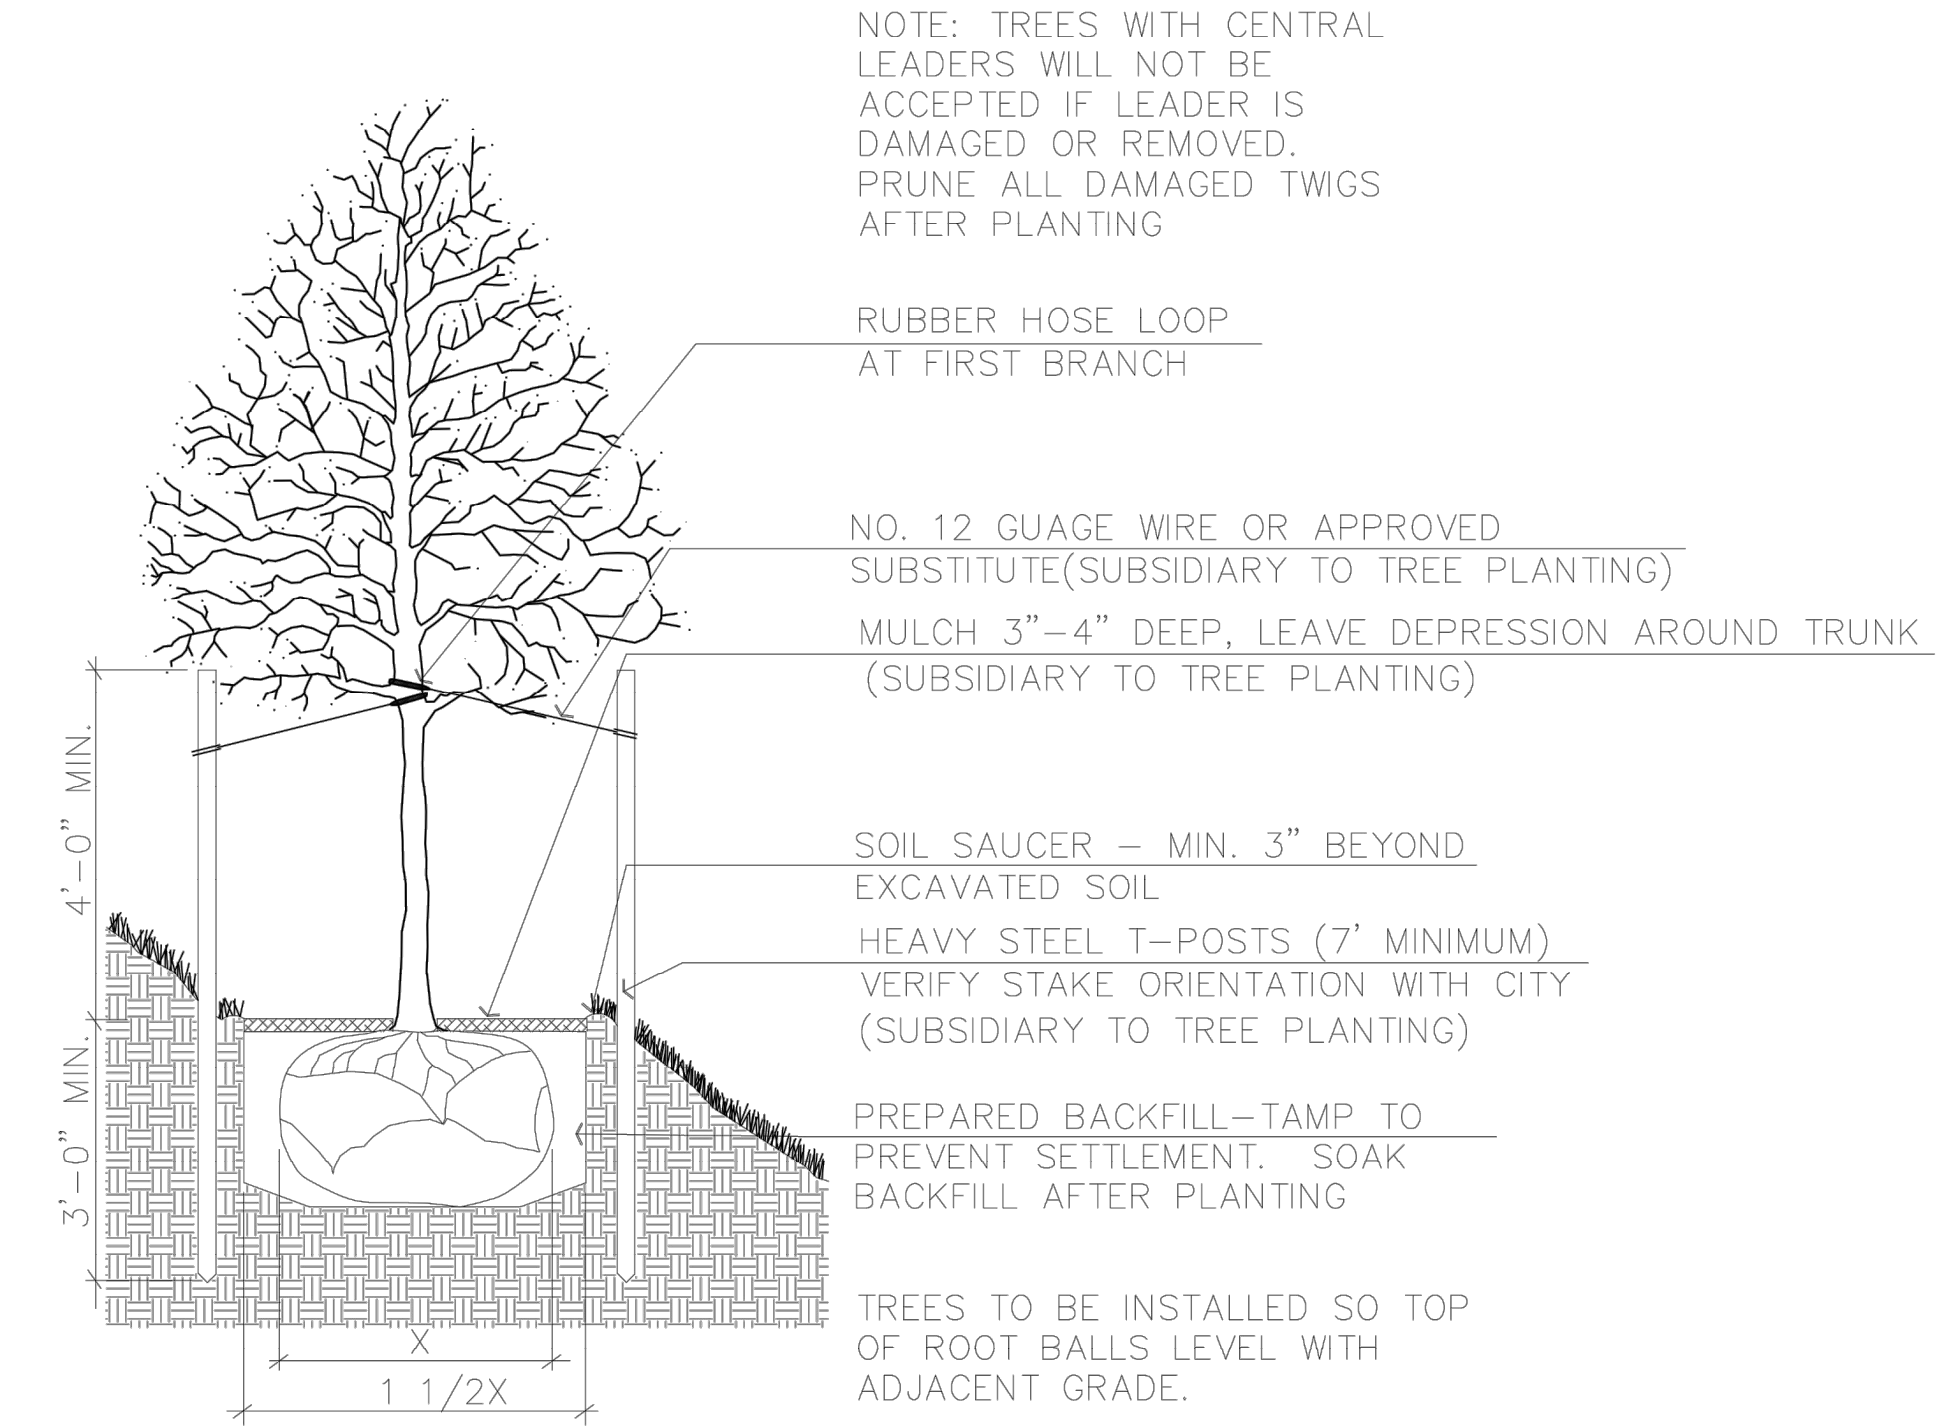 NOTE: TREES WITH CENTRAL
LEADERS WILL NOT BE
ACCEPTED IF LEADER IS
DAMAGED OR REMOVED.
PRUNE ALL DAMAGED TWIGS
AFTER PLANTING
RUBBER HOSE LOOP
AT FIRST BRANCH
NO. 12 GUAGE WIRE OR APPROVED
SUBSTITUTE(SUBSIDIARY TO TREE PLANTING)
MULCH 3"-4" DEEP, LEAVE DEPRESSION AROUND TRUNK
(SUBSIDIARY TO TREE PLANTING)
4'-0" MIN.
SOIL SAUCER – MIN. 3" BEYOND
EXCAVATED SOIL
HEAVY STEEL T-POSTS (7' MINIMUM)
VERIFY STAKE ORIENTATION WITH CITY
(SUBSIDIARY TO TREE PLANTING)
3'-0" MIN.
PREPARED BACKFILL-TAMP TO
PREVENT SETTLEMENT. SOAK
BACKFILL AFTER PLANTING
TREES TO BE INSTALLED SO TOP
OF ROOT BALLS LEVEL WITH
ADJACENT GRADE.
X
1 1/2X